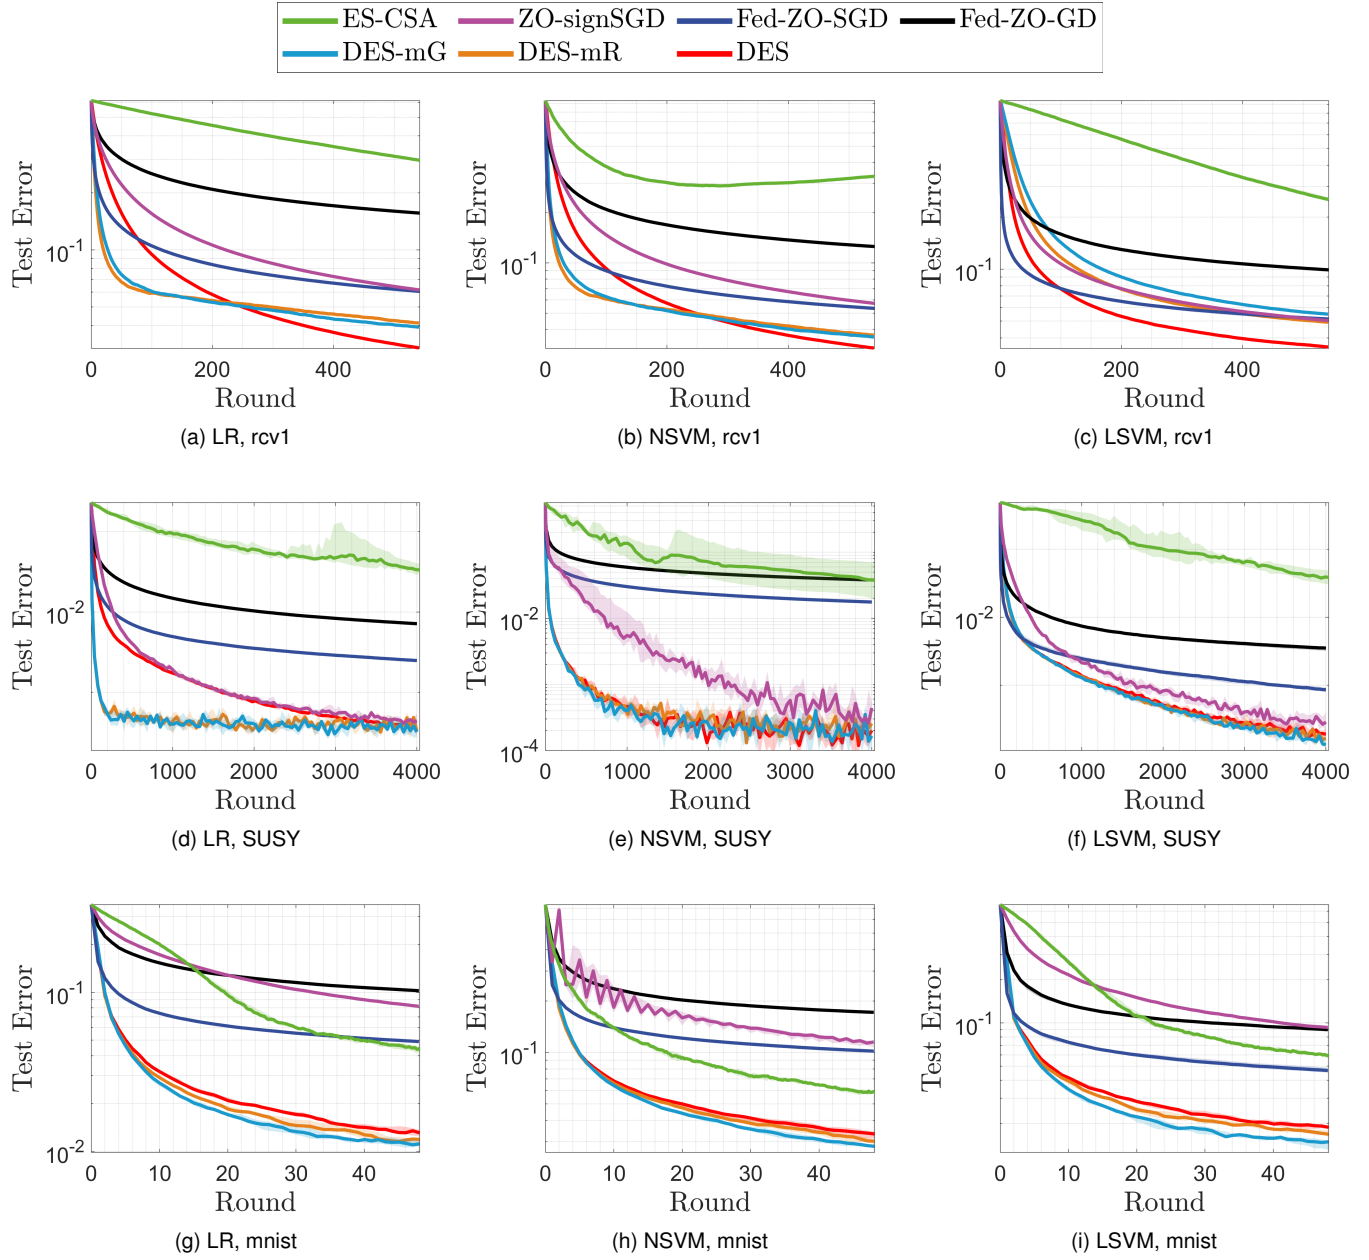 ES-CSA ZO-signSGD Fed-ZO-SGD Fed-ZO-GD
DES-mG DES-mR DES
Test Error
10^{-1}
0 200 400
Round
(a) LR, rcv1
Test Error
10^{-1}
0 200 400
Round
(b) NSVM, rcv1
Test Error
10^{-1}
0 200 400
Round
(c) LSVM, rcv1
Test Error
10^{-2}
0 1000 2000 3000 4000
Round
(d) LR, SUSY
Test Error
10^{-2}
10^{-4}
0 1000 2000 3000 4000
Round
(e) NSVM, SUSY
Test Error
10^{-2}
0 1000 2000 3000 4000
Round
(f) LSVM, SUSY
Test Error
10^{-1}
10^{-2}
0 10 20 30 40
Round
(g) LR, mnist
Test Error
10^{-1}
0 10 20 30 40
Round
(h) NSVM, mnist
Test Error
10^{-1}
0 10 20 30 40
Round
(i) LSVM, mnist